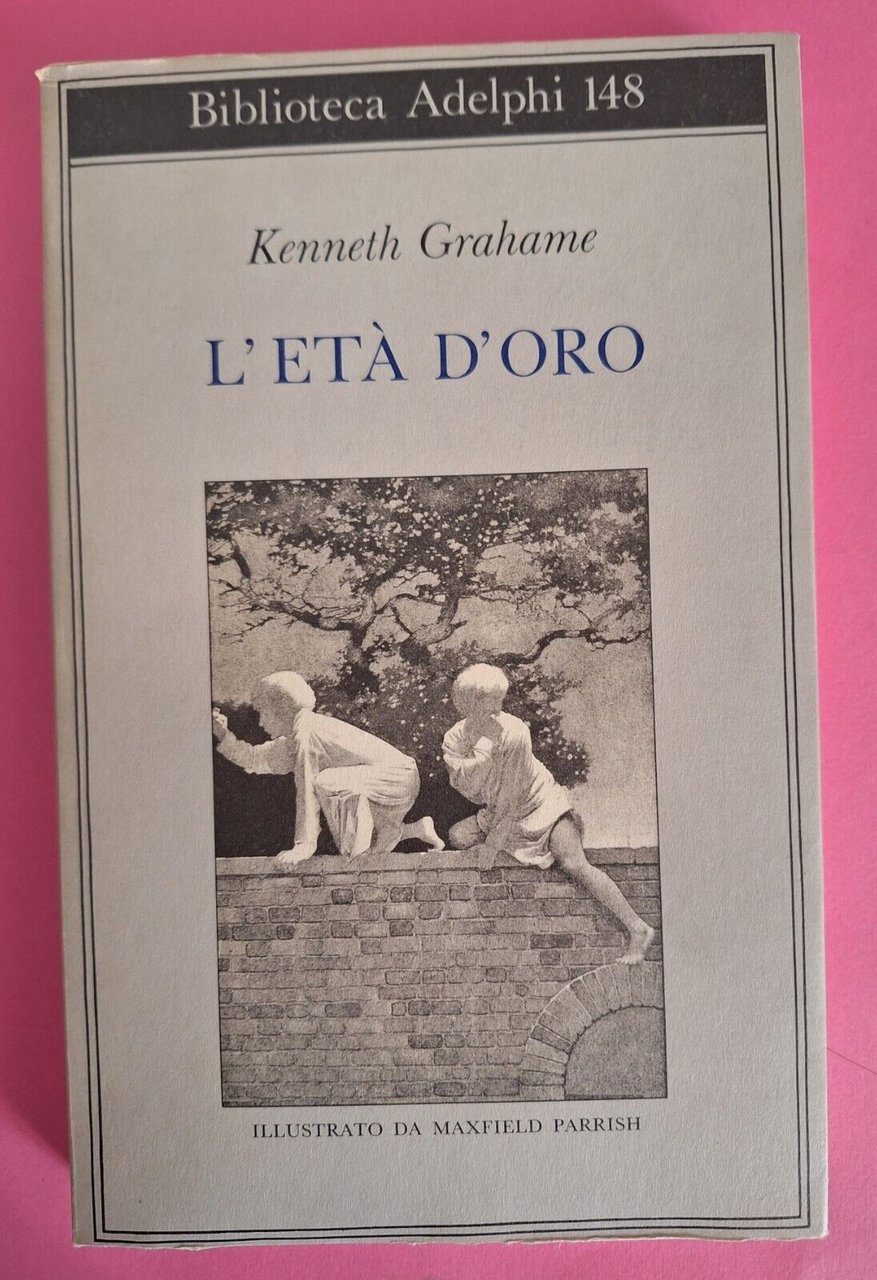 Biblioteca Adelphi 148
Kenneth Grahame
L'ETÀ D'ORO
ILLUSTRATO DA MAXFIELD PARRISH